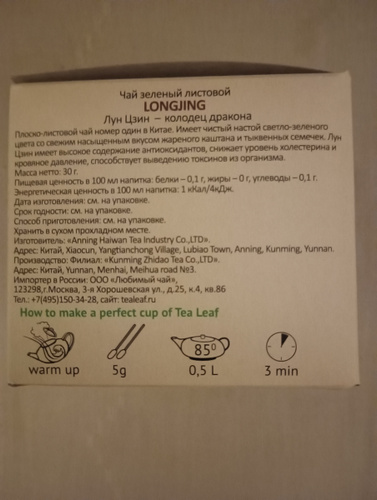 Чай зеленый листовой
LONGJING
Лун Цзин – колодец дракона
Плоско-листовой чай номер один в Китае. Имеет чистый настой светло-зеленого
цвета со свежим насыщенным вкусом жареного каштана и тыквенных семечек. Лун
Цзин имеет высокое содержание антиоксидантов, снижает уровень холестерина и
кровяное давление, способствует выведению токсинов из организма.
Масса нетто: 30 г.
Пищевая ценность в 100 мл напитка: белки – 0,1 г, жиры – 0 г, углеводы – 0,1 г.
Энергетическая ценность в 100 мл напитка: 1 кКал/4кДж.
Дата изготовления: см. на упаковке.
Срок годности: см. на упаковке.
Способ приготовления: см. на упаковке.
Хранить в сухом прохладном месте.
Изготовитель: «Anning Haiwan Tea Industry Co.,LTD».
Адрес: Китай, Xiaocun, Yangtianchong Village, Lubiao Town, Anning, Kunming, Yunnan.
Производство: Филиал: «Kunming Zhidao Tea Co.,LTD».
Адрес: Китай, Yunnan, Menhai, Meihua road №3.
Импортер в России: ООО «Любимый чай»,
123298,г.Москва, 3-я Хорошевская ул., д.25, к.4, кв.86
Тел.: +7(495)150-34-28, сайт: tealeaf.ru
How to make a perfect cup of Tea Leaf
85⁰
warm up 5g 0,5 L 3 min